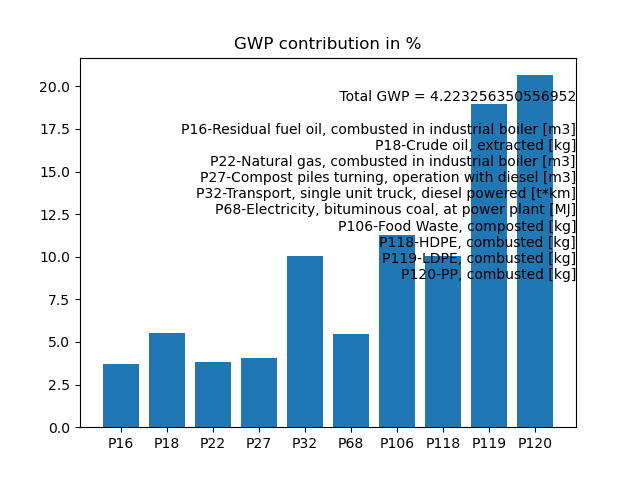 GWP contribution in %
20.0
Total GWP = 4.223256350556952
17.5
P16-Residual fuel oil, combusted in industrial boiler [m3]
P18-Crude oil, extracted [kg]
P22-Natural gas, combusted in industrial boiler [m3]
15.0
P27-Compost piles turning, operation with diesel [m3]
P32-Transport, single unit truck, diesel powered [t*km]
12.5
P68-Electricity, bituminous coal, at power plant [MJ]
P106-Food Waste, composted [kg]
P118-HDPE, combusted [kg]
10.0
P119-LDPE, combusted [kg]
P120-PP, combusted [kg]
7.5
5.0
2.5
0.0
P16 P18 P22 P27 P32 P68 P106 P118 P119 P120